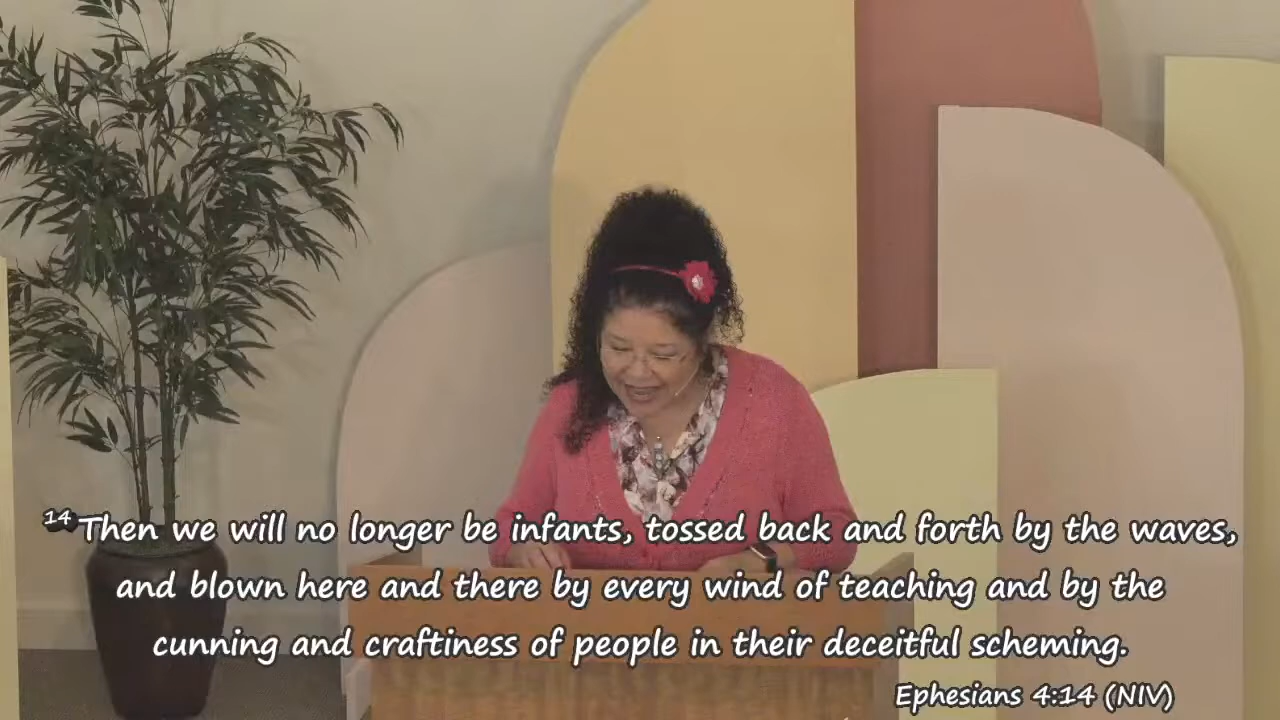 ¹⁴Then we will no longer be infants, tossed back and forth by the waves,
and blown here and there by every wind of teaching and by the
cunning and craftiness of people in their deceitful scheming.
Ephesians 4:14 (NIV)